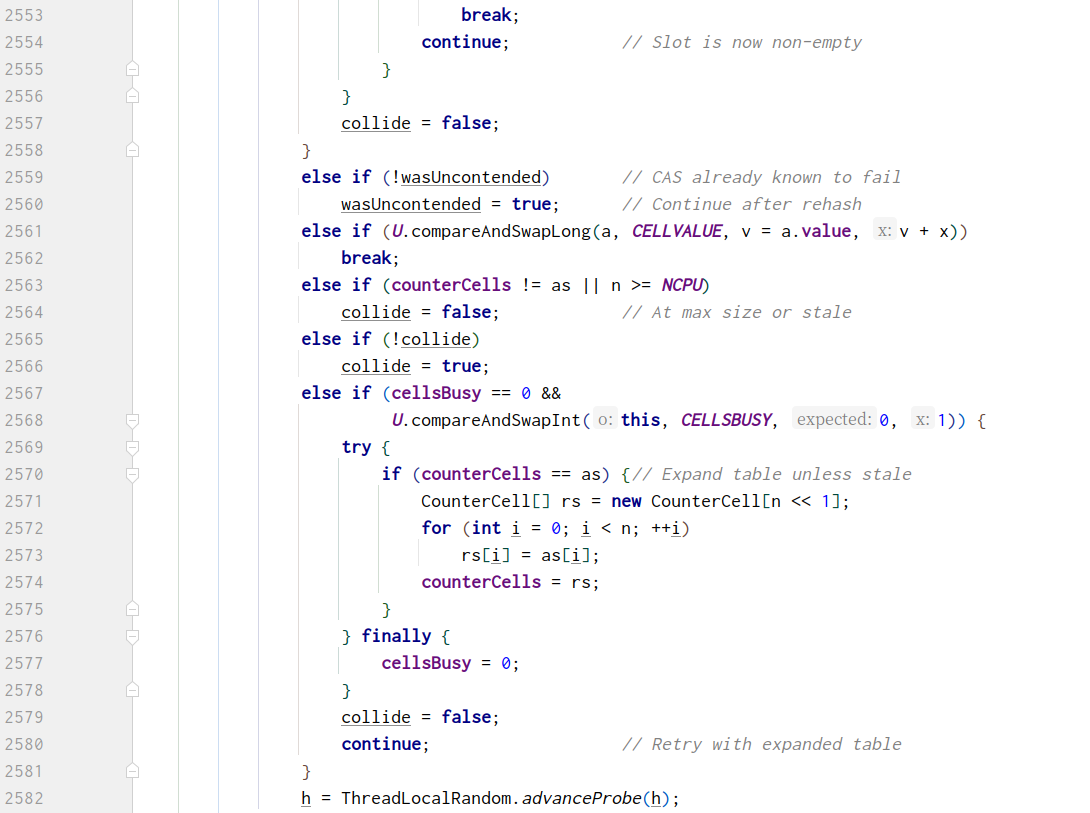 2553                                         break;
2554                                     continue;            // Slot is now non-empty
2555                                 }
2556                             }
2557                             collide = false;
2558                         }
2559                         else if (!wasUncontended)        // CAS already known to fail
2560                             wasUncontended = true;       // Continue after rehash
2561                         else if (U.compareAndSwapLong(a, CELLVALUE, v = a.value, x: v + x))
2562                             break;
2563                         else if (counterCells != as || n >= NCPU)
2564                             collide = false;             // At max size or stale
2565                         else if (!collide)
2566                             collide = true;
2567                         else if (cellsBusy == 0 &&
2568                                  U.compareAndSwapInt( o: this, CELLSBUSY, expected: 0, x: 1)) {
2569                             try {
2570                                 if (counterCells == as) {// Expand table unless stale
2571                                     CounterCell[] rs = new CounterCell[n << 1];
2572                                     for (int i = 0; i < n; ++i)
2573                                         rs[i] = as[i];
2574                                     counterCells = rs;
2575                                 }
2576                             } finally {
2577                                 cellsBusy = 0;
2578                             }
2579                             collide = false;
2580                             continue;                    // Retry with expanded table
2581                         }
2582                         h = ThreadLocalRandom.advanceProbe(h);